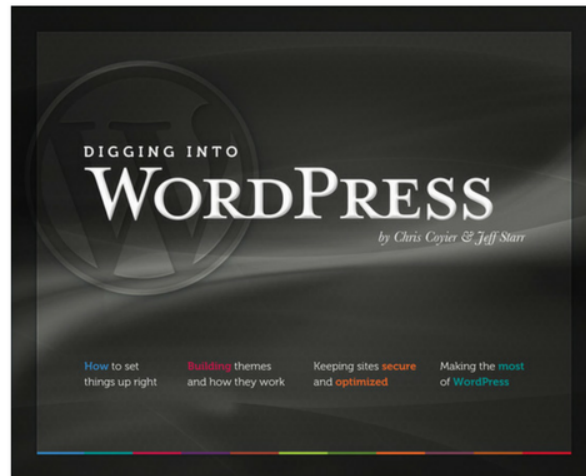 DIGGING INTO
WORDPRESS
by Chris Coyier & Jeff Starr
How to set
things up right
Building themes
and how they work
Keeping sites secure
and optimized
Making the most
of WordPress